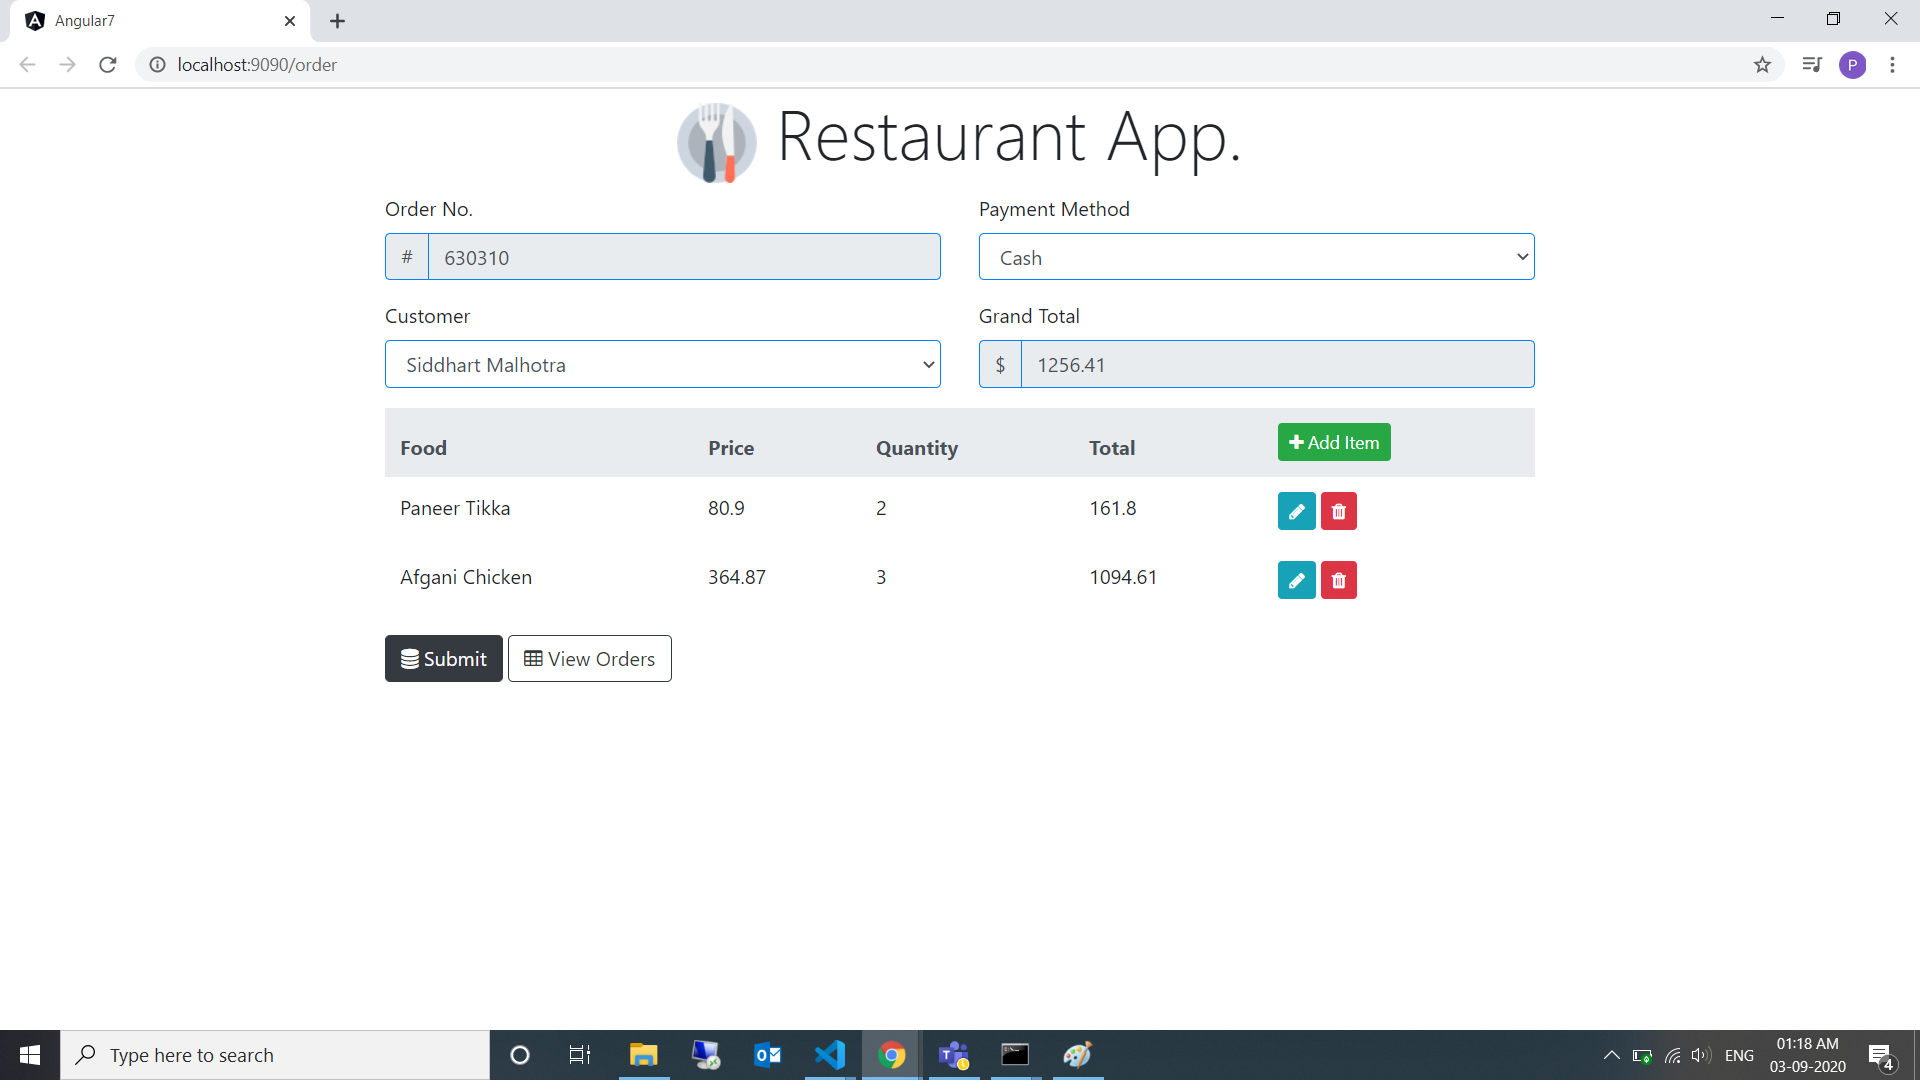 Angular7
localhost:9090/order
P
Restaurant App.
Order No.
Payment Method
# 630310
Cash
Customer
Grand Total
Siddhart Malhotra
$ 1256.41
Food Price Quantity Total Add Item
Paneer Tikka 80.9 2 161.8
Afgani Chicken 364.87 3 1094.61
Submit View Orders
Type here to search
ENG
01:18 AM
03-09-2020
4